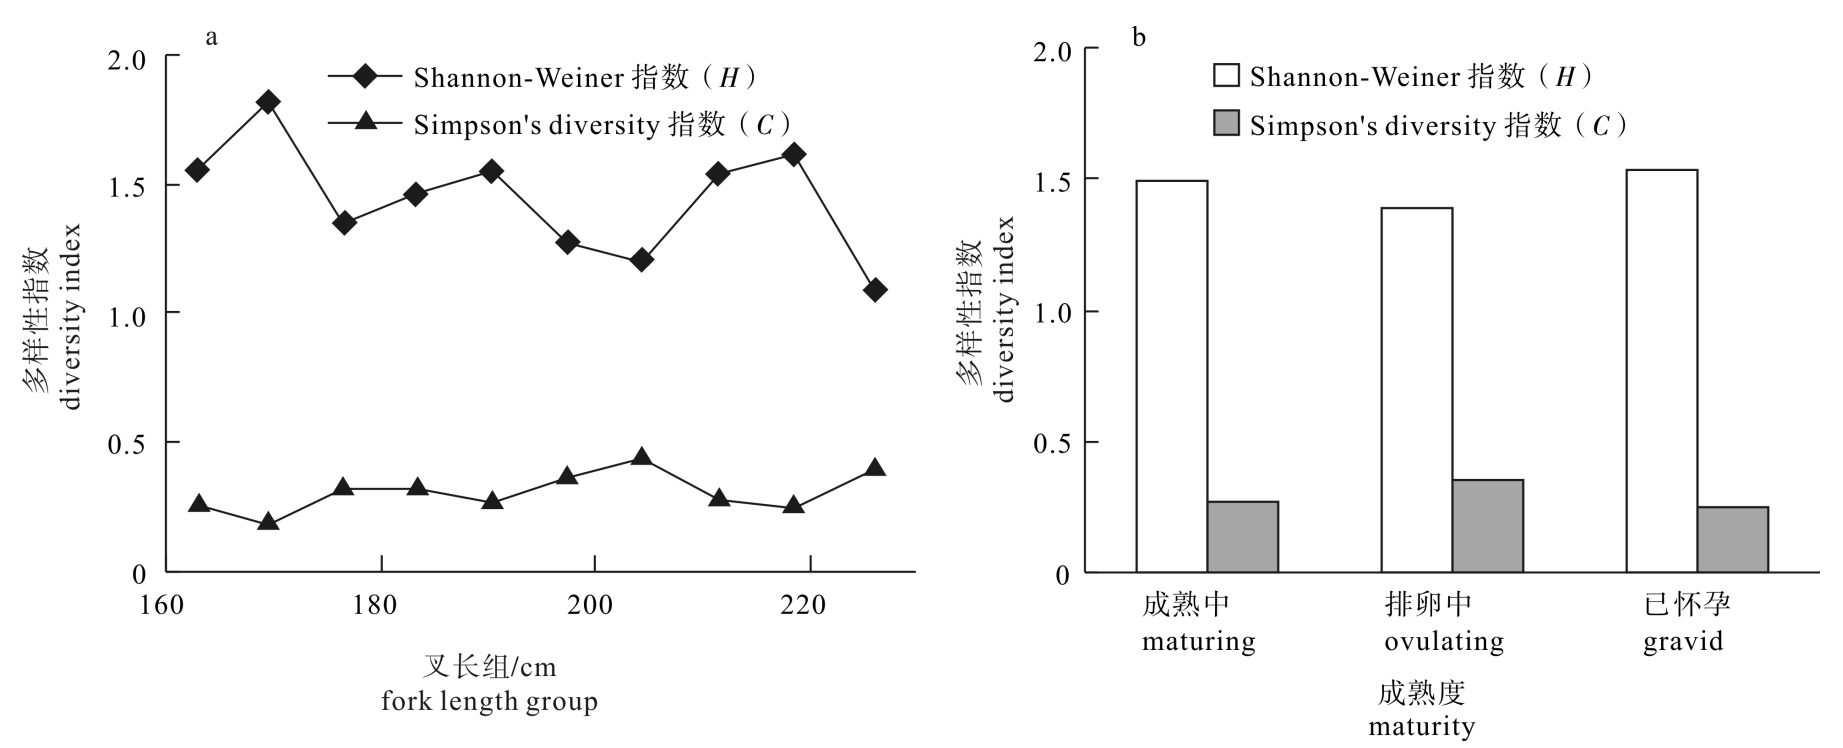 a
2.0
1.5
1.0
0.5
0
Shannon-Weiner 指数（H）
Simpson's diversity 指数（C）
多样性指数
diversity index
160
180
200
220
叉长组/cm
fork length group
b
2.0
1.5
1.0
0.5
0
Shannon-Weiner 指数（H）
Simpson's diversity 指数（C）
多样性指数
diversity index
成熟中
maturing
排卵中
ovulating
已怀孕
gravid
成熟度
maturity